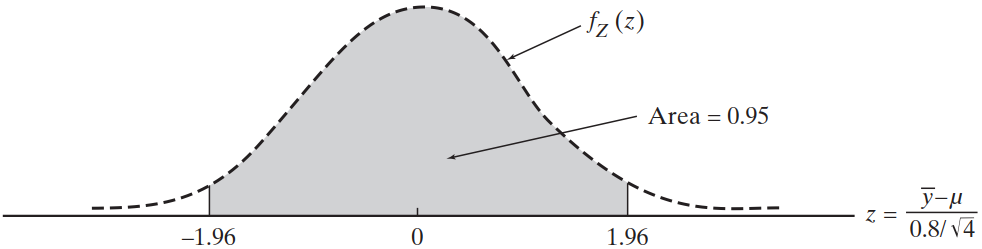 f_Z (z)
Area = 0.95
z = (y̅–μ)/(0.8/ √4)
–1.96
0
1.96